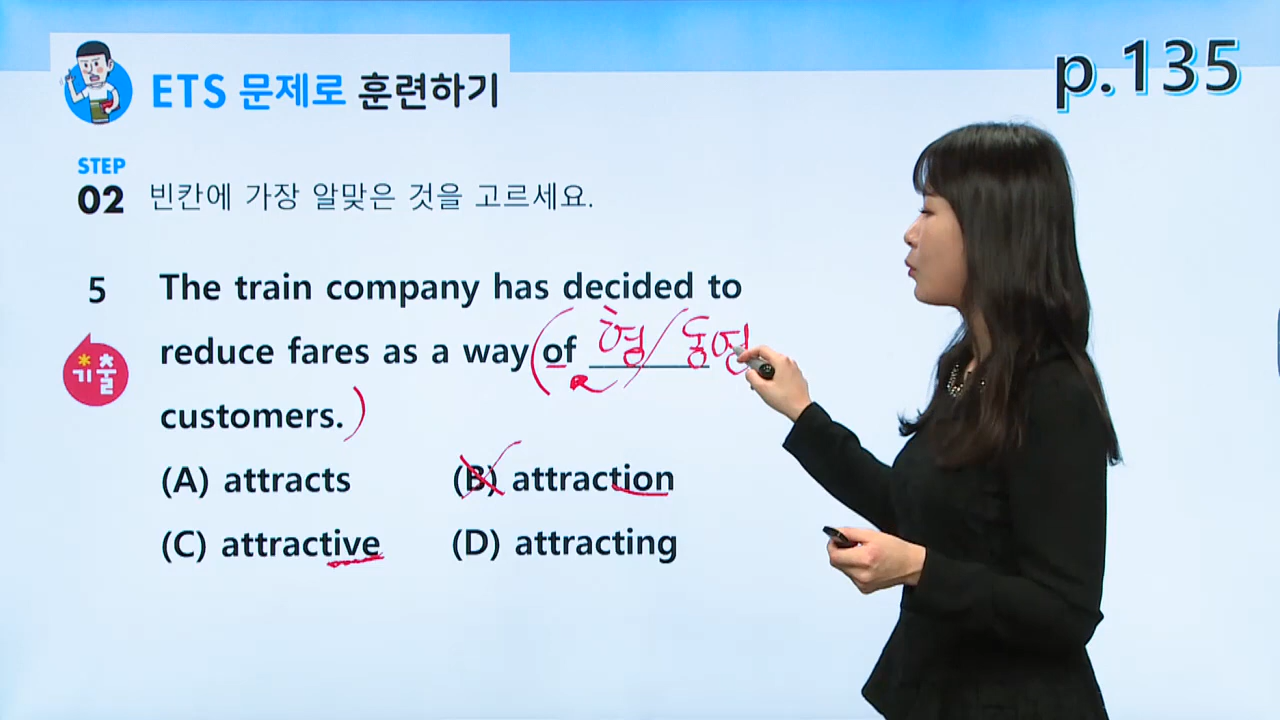 ETS 문제로 훈련하기
p.135
STEP
02 빈칸에 가장 알맞은 것을 고르세요.
5 The train company has decided to
reduce fares as a way (of 형/동명
기출
customers.)
(A) attracts (B) attraction
(C) attractive (D) attracting